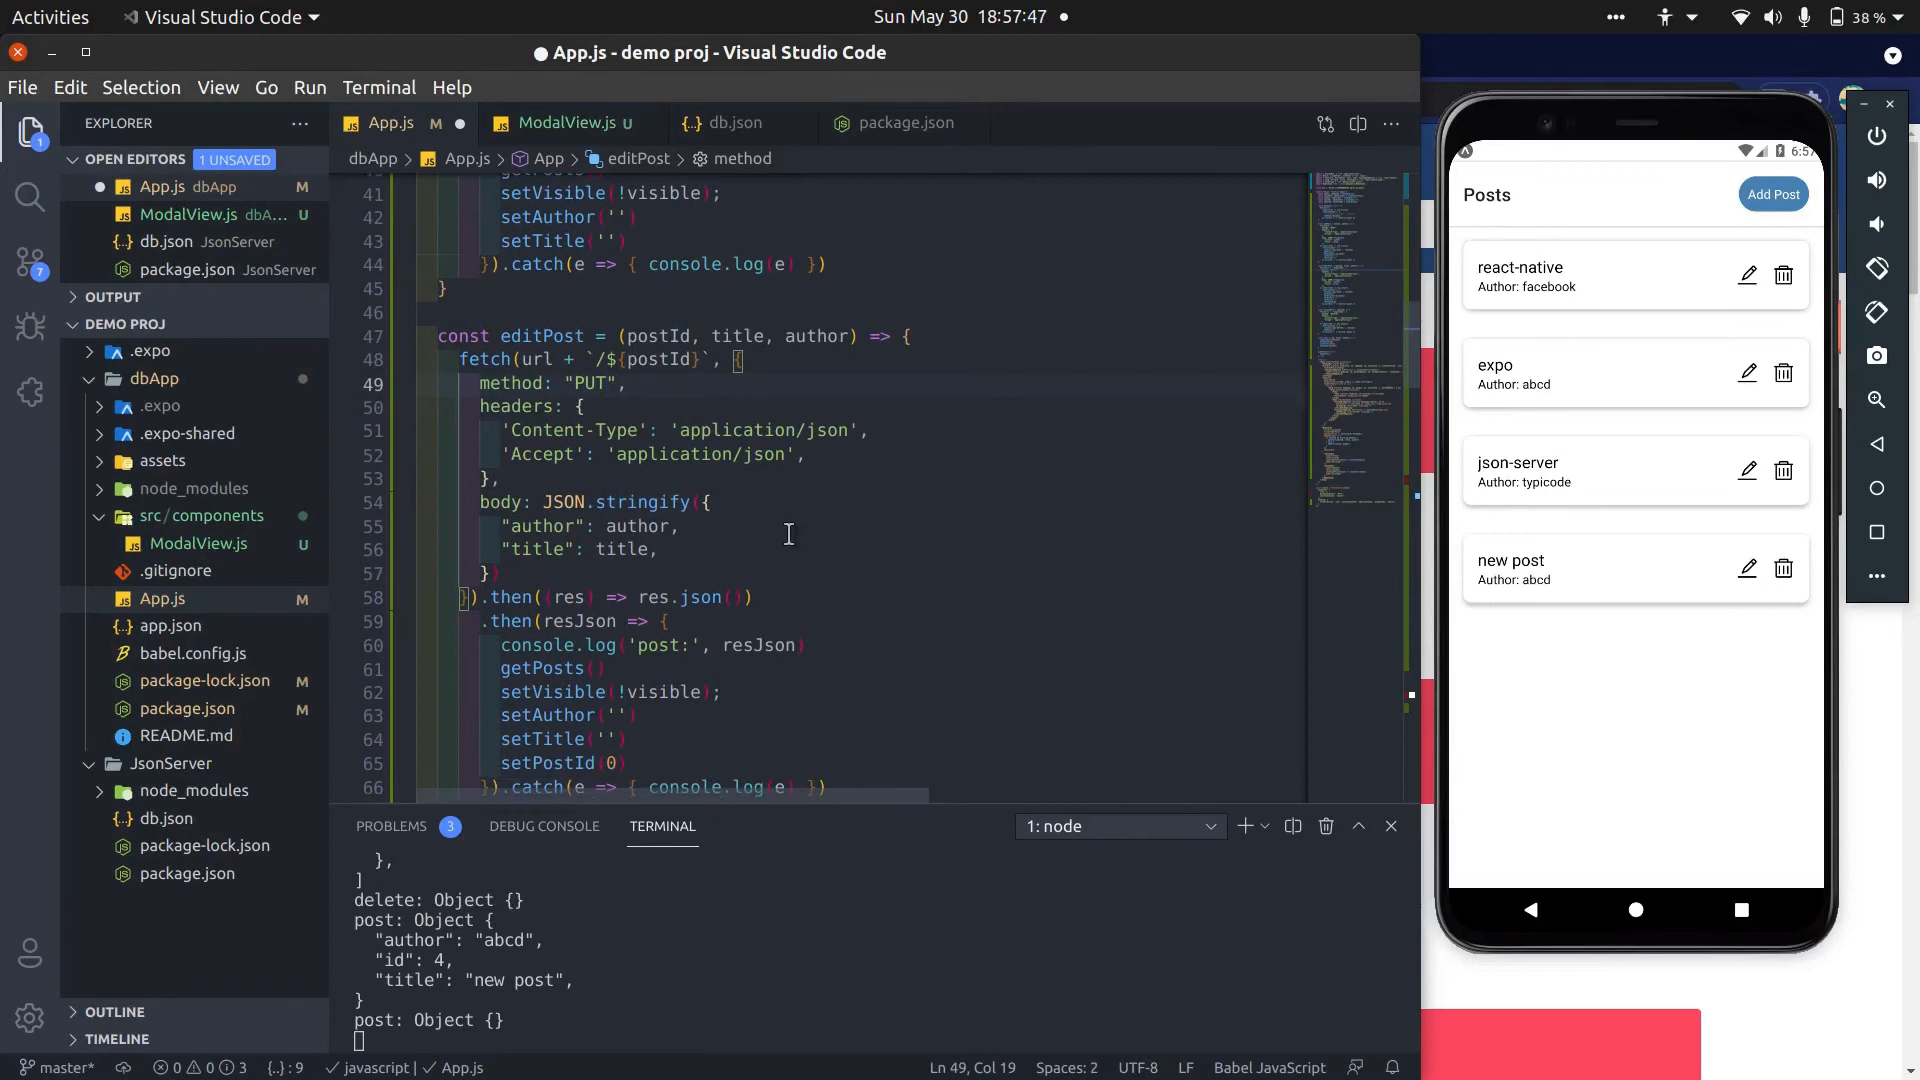 Activities
Visual Studio Code
Sun May 30 18:57:47
38 %
App.js - demo proj - Visual Studio Code
File Edit Selection View Go Run Terminal Help
EXPLORER
OPEN EDITORS 1 UNSAVED
App.js dbApp M
ModalView.js dbA... U
db.json JsonServer
package.json JsonServer
OUTPUT
DEMO PROJ
.expo
dbApp
.expo
.expo-shared
assets
node_modules
src/components
ModalView.js U
.gitignore
App.js M
app.json
babel.config.js
package-lock.json M
package.json M
README.md
JsonServer
node_modules
db.json
package-lock.json
package.json
OUTLINE
TIMELINE
1
7
App.js M
ModalView.js U
db.json
package.json
dbApp > App.js > App > editPost > method
41 setVisible(!visible);
42 setAuthor('')
43 setTitle('')
44 }).catch(e => { console.log(e) })
45 }
46
47 const editPost = (postId, title, author) => {
48 fetch(url + `/${postId}`, {
49 method: "PUT",
50 headers: {
51 'Content-Type': 'application/json',
52 'Accept': 'application/json',
53 },
54 body: JSON.stringify({
55 "author": author,
56 "title": title,
57 })
58 }).then((res) => res.json())
59 .then(resJson => {
60 console.log('post:', resJson)
61 getPosts()
62 setVisible(!visible);
63 setAuthor('')
64 setTitle('')
65 setPostId(0)
66 }).catch(e => { console.log(e) })
PROBLEMS 3 DEBUG CONSOLE TERMINAL
1: node
},
]
delete: Object {}
post: Object {
"author": "abcd",
"id": 4,
"title": "new post",
}
post: Object {}
master* 0 0 3 {..} : 9 javascript | App.js
Ln 49, Col 19 Spaces: 2 UTF-8 LF Babel JavaScript
6:57
Posts
Add Post
react-native
Author: facebook
expo
Author: abcd
json-server
Author: typicode
new post
Author: abcd